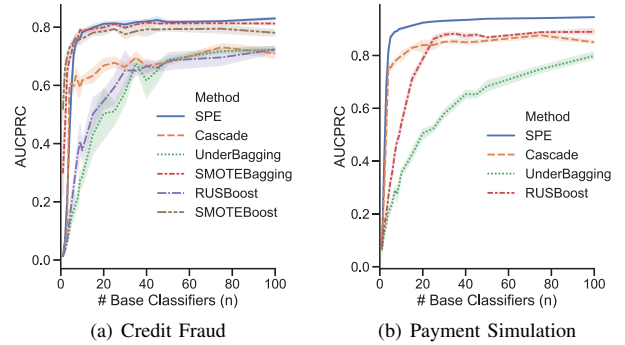 0.8
0.6
0.4
0.2
0.0
AUCPRC
Method
SPE
Cascade
UnderBagging
SMOTEBagging
RUSBoost
SMOTEBoost
0 20 40 60 80 100
# Base Classifiers (n)
(a) Credit Fraud
0.8
0.6
0.4
0.2
0.0
AUCPRC
Method
SPE
Cascade
UnderBagging
RUSBoost
0 20 40 60 80 100
# Base Classifiers (n)
(b) Payment Simulation